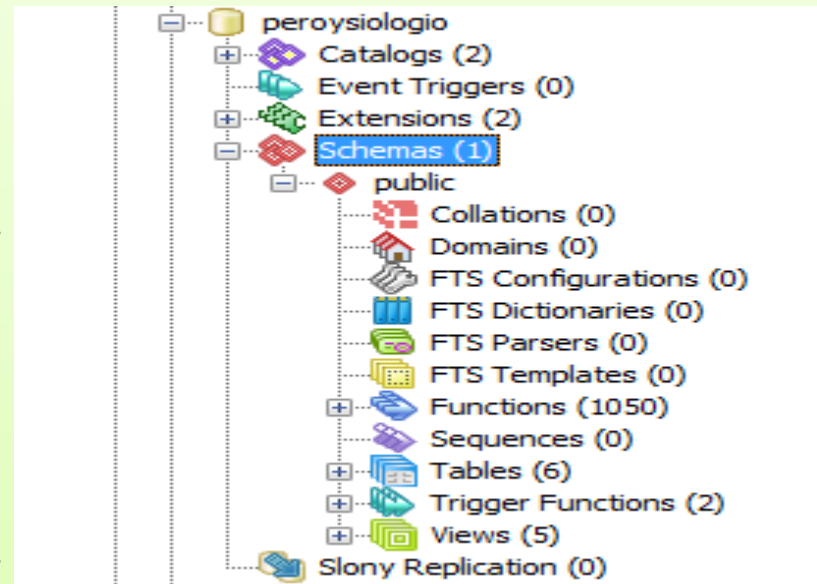 peroysiologio
Catalogs (2)
Event Triggers (0)
Extensions (2)
Schemas (1)
public
Collations (0)
Domains (0)
FTS Configurations (0)
FTS Dictionaries (0)
FTS Parsers (0)
FTS Templates (0)
Functions (1050)
Sequences (0)
Tables (6)
Trigger Functions (2)
Views (5)
Slony Replication (0)